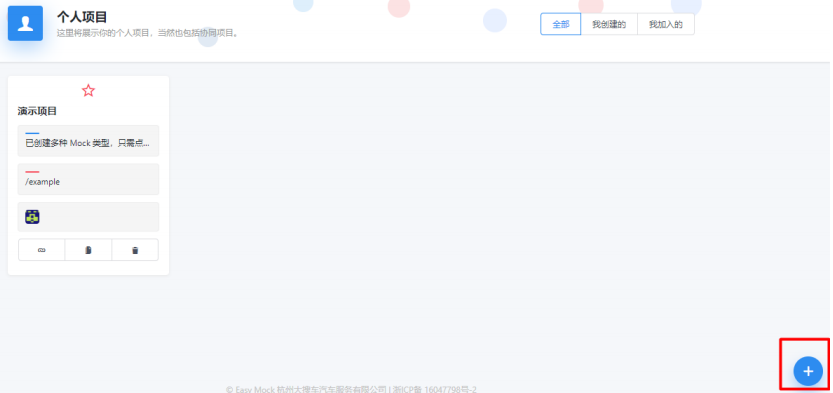 个人项目
这里将展示你的个人项目，当然也包括协同项目。
全部 我创建的 我加入的
演示项目
已创建多种 Mock 类型，只需点...
/example
© Easy Mock 杭州大搜车汽车服务有限公司 | 浙ICP备 16047798号-2